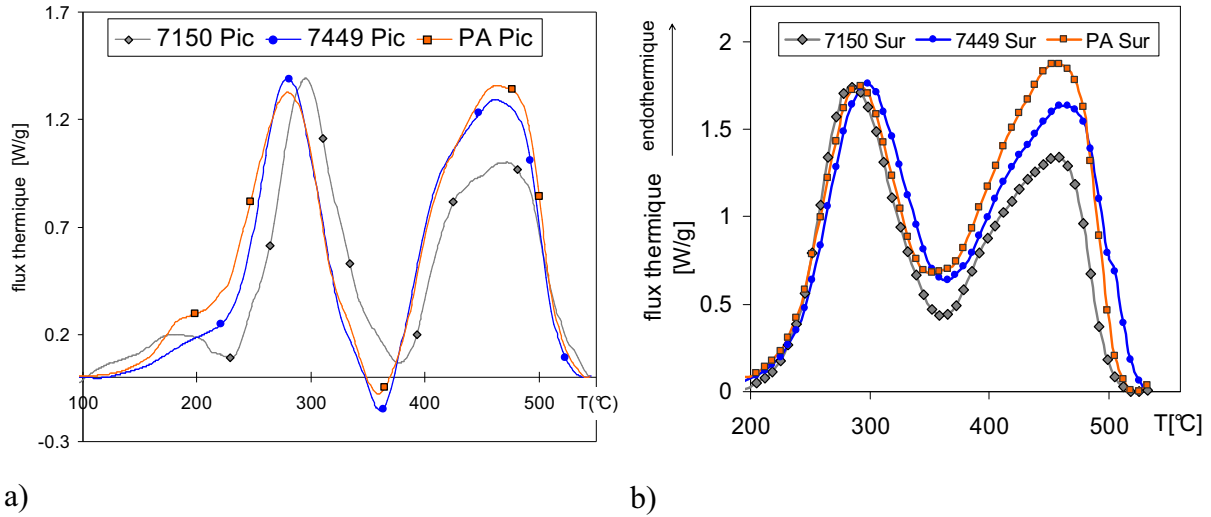 1.7
7150 Pic 7449 Pic PA Pic
1.2
0.7
0.2
-0.3
flux thermique [W/g]
100 200 300 400 500 T(°C)
a)
2
1.5
1
0.5
0
endothermique
flux thermique
[W/g]
7150 Sur 7449 Sur PA Sur
200 300 400 500 T[°C]
b)